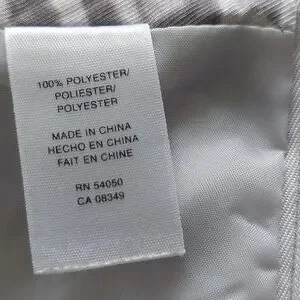 100% POLYESTER/
POLIESTER/
POLYESTER
MADE IN CHINA
HECHO EN CHINA
FAIT EN CHINE
RN 54050
CA 08349